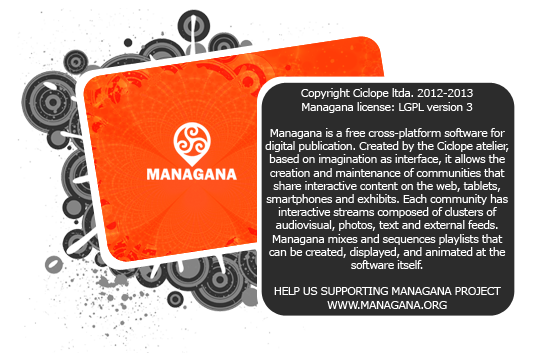 MANAGANA
Copyright Ciclope ltda. 2012-2013
Managana license: LGPL version 3
Managana is a free cross-platform software for
digital publication. Created by the Ciclope atelier,
based on imagination as interface, it allows the
creation and maintenance of communities that
share interactive content on the web, tablets,
smartphones and exhibits. Each community has
interactive streams composed of clusters of
audiovisual, photos, text and external feeds.
Managana mixes and sequences playlists that
can be created, displayed, and animated at the
software itself.
HELP US SUPPORTING MANAGANA PROJECT
WWW.MANAGANA.ORG